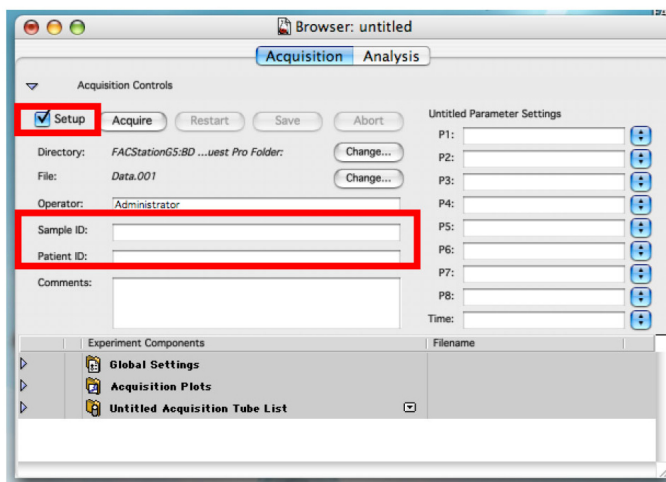 Browser: untitled
Acquisition Analysis
Acquisition Controls
Setup Acquire Restart Save Abort
Directory: FACStationG5:BD ...uest Pro Folder: Change...
File: Data.001 Change...
Operator: Administrator
Sample ID:
Patient ID:
Comments:
Untitled Parameter Settings
P1:
P2:
P3:
P4:
P5:
P6:
P7:
P8:
Time:
Experiment Components Filename
Global Settings
Acquisition Plots
Untitled Acquisition Tube List